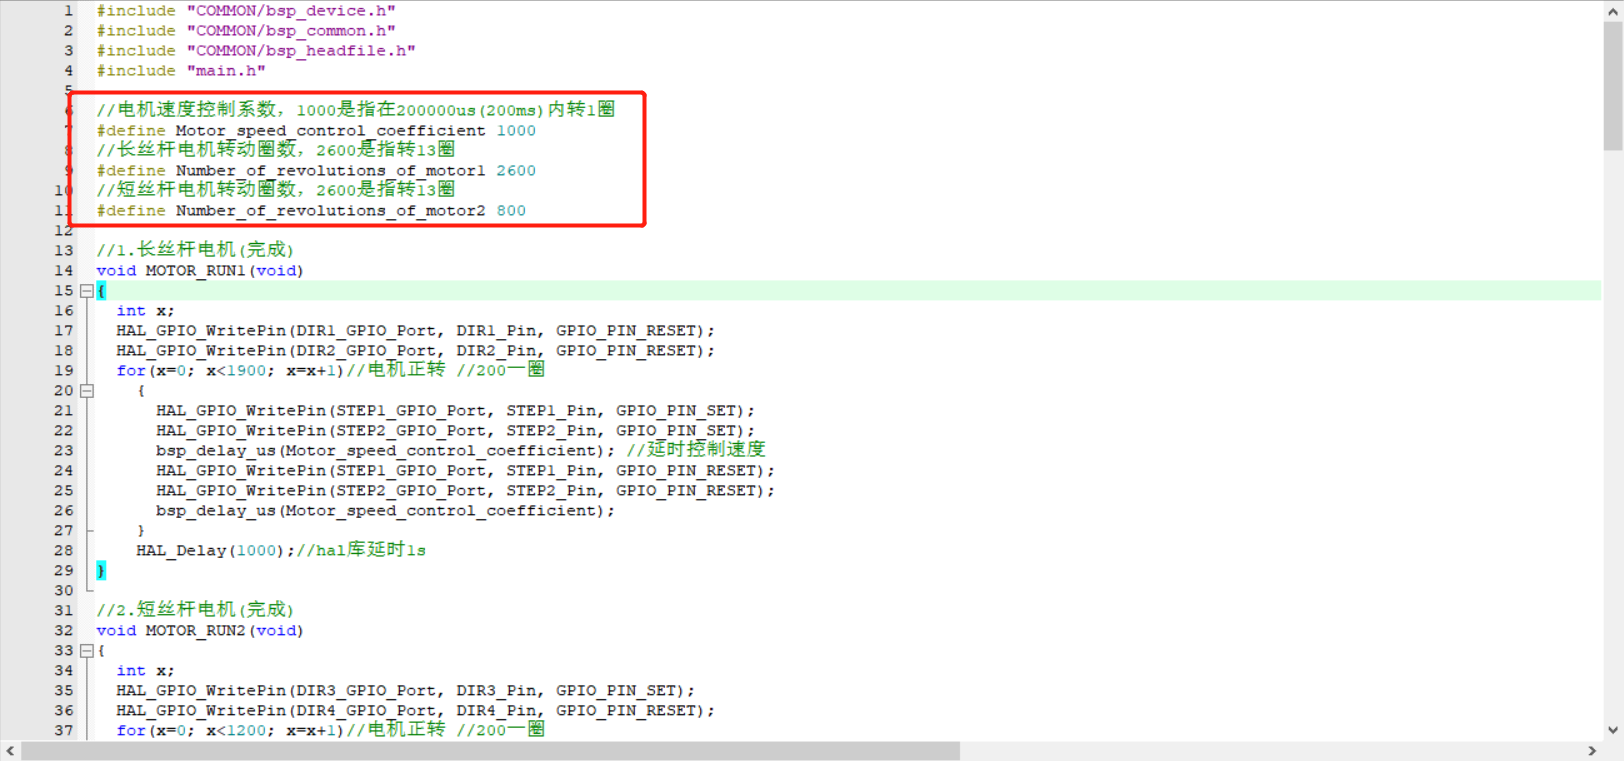 1 #include "COMMON/bsp_device.h"
2 #include "COMMON/bsp_common.h"
3 #include "COMMON/bsp_headfile.h"
4 #include "main.h"
5
6 //电机速度控制系数，1000是指在200000us(200ms)内转1圈
7 #define Motor_speed_control_coefficient 1000
8 //长丝杆电机转动圈数，2600是指转13圈
9 #define Number_of_revolutions_of_motor1 2600
10 //短丝杆电机转动圈数，2600是指转13圈
11 #define Number_of_revolutions_of_motor2 800
12
13 //1.长丝杆电机(完成)
14 void MOTOR_RUN1(void)
15 {
16 int x;
17 HAL_GPIO_WritePin(DIR1_GPIO_Port, DIR1_Pin, GPIO_PIN_RESET);
18 HAL_GPIO_WritePin(DIR2_GPIO_Port, DIR2_Pin, GPIO_PIN_RESET);
19 for(x=0; x<1900; x=x+1)//电机正转 //200一圈
20 {
21 HAL_GPIO_WritePin(STEP1_GPIO_Port, STEP1_Pin, GPIO_PIN_SET);
22 HAL_GPIO_WritePin(STEP2_GPIO_Port, STEP2_Pin, GPIO_PIN_SET);
23 bsp_delay_us(Motor_speed_control_coefficient); //延时控制速度
24 HAL_GPIO_WritePin(STEP1_GPIO_Port, STEP1_Pin, GPIO_PIN_RESET);
25 HAL_GPIO_WritePin(STEP2_GPIO_Port, STEP2_Pin, GPIO_PIN_RESET);
26 bsp_delay_us(Motor_speed_control_coefficient);
27 }
28 HAL_Delay(1000);//hal库延时1s
29 }
30
31 //2.短丝杆电机(完成)
32 void MOTOR_RUN2(void)
33 {
34 int x;
35 HAL_GPIO_WritePin(DIR3_GPIO_Port, DIR3_Pin, GPIO_PIN_SET);
36 HAL_GPIO_WritePin(DIR4_GPIO_Port, DIR4_Pin, GPIO_PIN_RESET);
37 for(x=0; x<1200; x=x+1)//电机正转 //200一圈